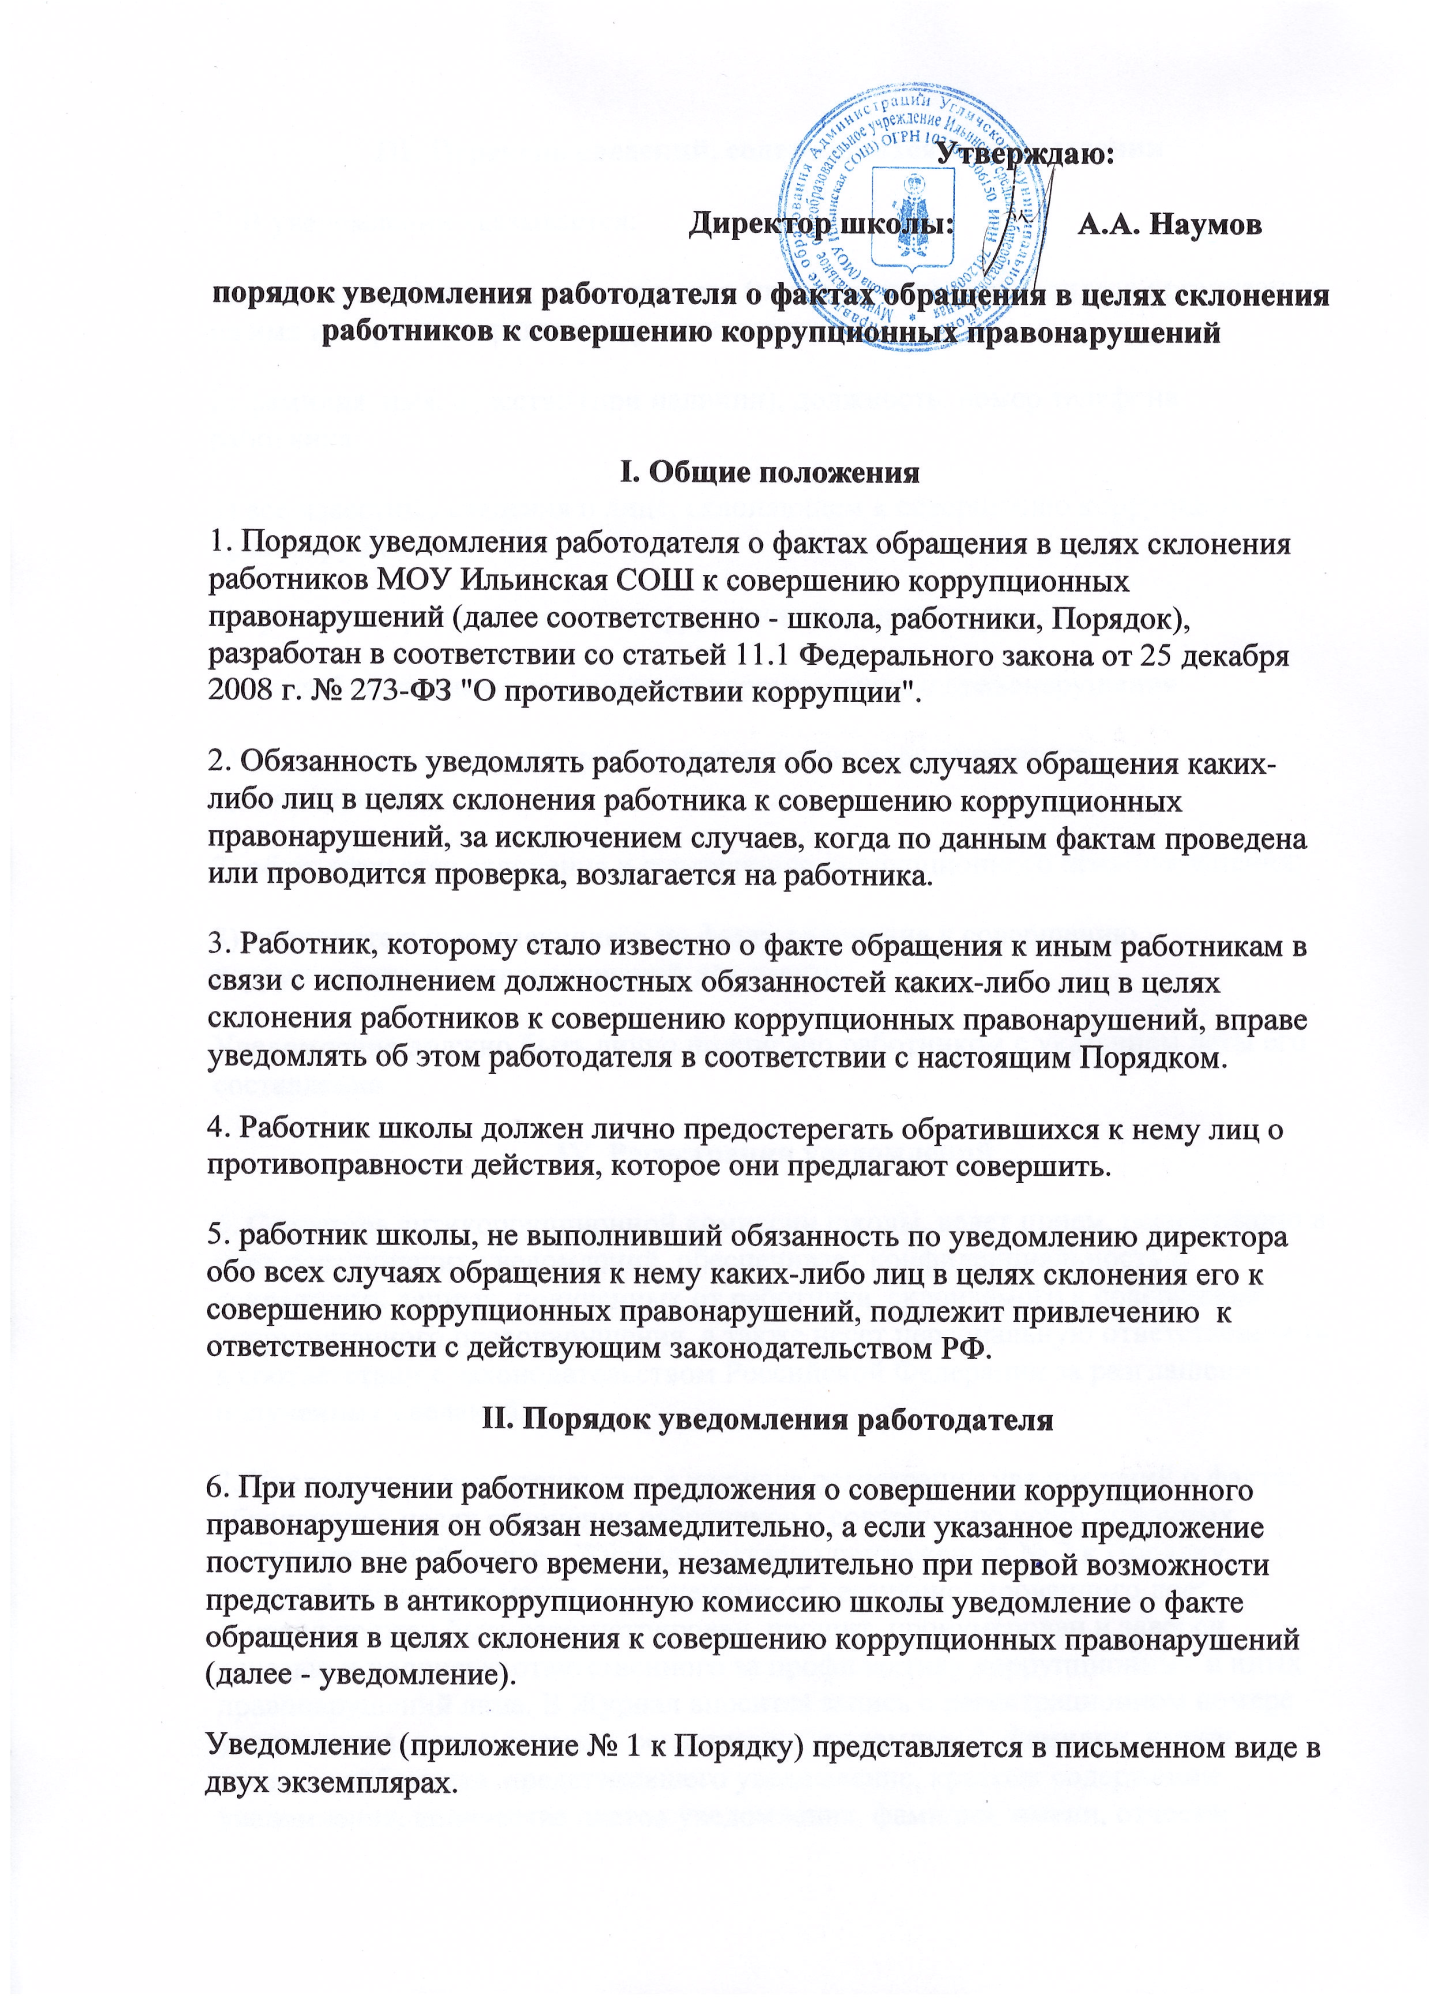 Утверждаю:
Директор школы: А.А. Наумов
порядок уведомления работодателя о фактах обращения в целях склонения
работников к совершению коррупционных правонарушений
I. Общие положения
1. Порядок уведомления работодателя о фактах обращения в целях склонения
работников МОУ Ильинская СОШ к совершению коррупционных
правонарушений (далее соответственно - школа, работники, Порядок),
разработан в соответствии со статьей 11.1 Федерального закона от 25 декабря
2008 г. № 273-ФЗ "О противодействии коррупции".
2. Обязанность уведомлять работодателя обо всех случаях обращения каких-
либо лиц в целях склонения работника к совершению коррупционных
правонарушений, за исключением случаев, когда по данным фактам проведена
или проводится проверка, возлагается на работника.
3. Работник, которому стало известно о факте обращения к иным работникам в
связи с исполнением должностных обязанностей каких-либо лиц в целях
склонения работников к совершению коррупционных правонарушений, вправе
уведомлять об этом работодателя в соответствии с настоящим Порядком.
4. Работник школы должен лично предостерегать обратившихся к нему лиц о
противоправности действия, которое они предлагают совершить.
5. работник школы, не выполнивший обязанность по уведомлению директора
обо всех случаях обращения к нему каких-либо лиц в целях склонения его к
совершению коррупционных правонарушений, подлежит привлечению к
ответственности с действующим законодательством РФ.
II. Порядок уведомления работодателя
6. При получении работником предложения о совершении коррупционного
правонарушения он обязан незамедлительно, а если указанное предложение
поступило вне рабочего времени, незамедлительно при первой возможности
представить в антикоррупционную комиссию школы уведомление о факте
обращения в целях склонения к совершению коррупционных правонарушений
(далее - уведомление).
Уведомление (приложение № 1 к Порядку) представляется в письменном виде в
двух экземплярах.